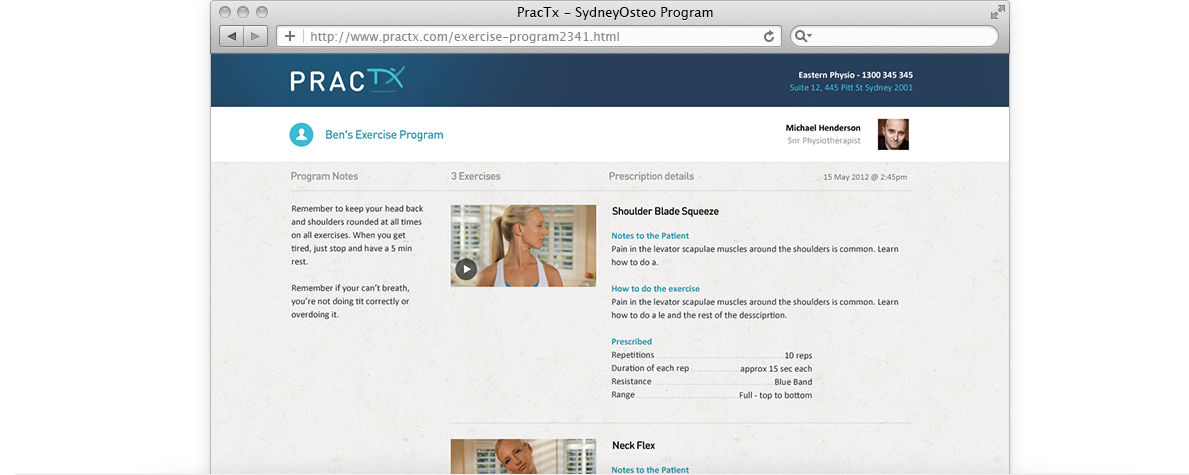 PracTx – SydneyOsteo Program
http://www.practx.com/exercise-program2341.html
PRACTX
Eastern Physio - 1300 345 345
Suite 12, 445 Pitt St Sydney 2001
Ben's Exercise Program
Michael Henderson
Snr Physiotherapist
Program Notes
3 Exercises
Prescription details
15 May 2012 @ 2:45pm
Remember to keep your head back
and shoulders rounded at all times
on all exercises. When you get
tired, just stop and have a 5 min
rest.
Remember if your can't breath,
you're not doing tit correctly or
overdoing it.
Shoulder Blade Squeeze
Notes to the Patient
Pain in the levator scapulae muscles around the shoulders is common. Learn
how to do a.
How to do the exercise
Pain in the levator scapulae muscles around the shoulders is common. Learn
how to do a le and the rest of the dessciprtion.
Prescribed
Repetitions 10 reps
Duration of each rep approx 15 sec each
Resistance Blue Band
Range Full - top to bottom
Neck Flex
Notes to the Patient